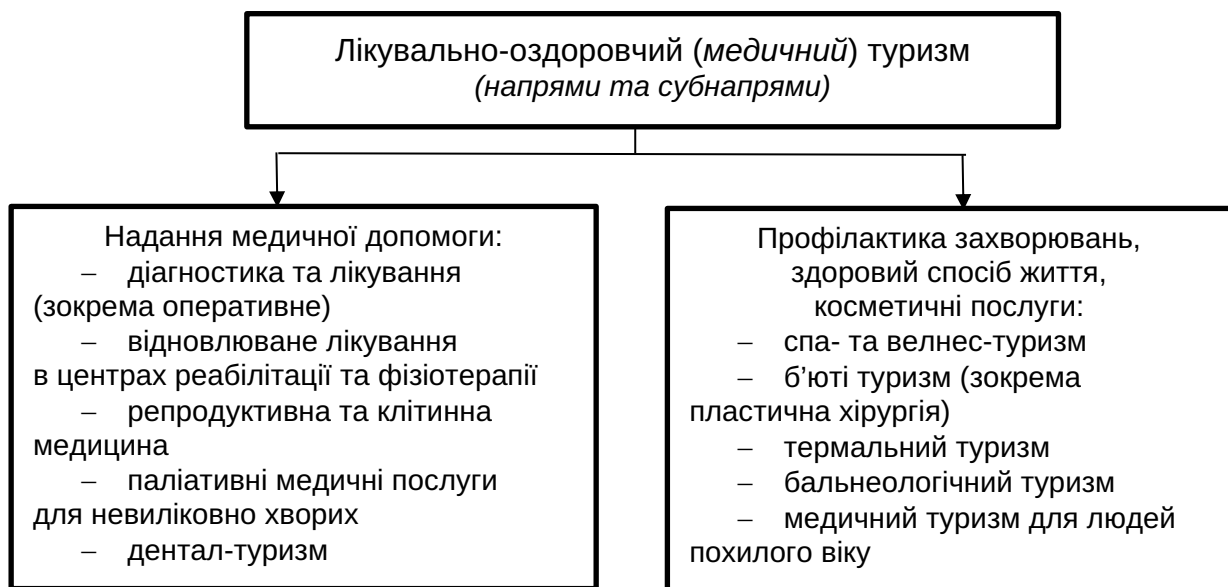 Лікувально-оздоровчий (медичний) туризм
(напрями та субнапрями)
Надання медичної допомоги:
– діагностика та лікування
(зокрема оперативне)
– відновлюване лікування
в центрах реабілітації та фізіотерапії
– репродуктивна та клітинна
медицина
– паліативні медичні послуги
для невиліковно хворих
– дентал-туризм
Профілактика захворювань,
здоровий спосіб життя,
косметичні послуги:
– спа- та велнес-туризм
– б’юті туризм (зокрема
пластична хірургія)
– термальний туризм
– бальнеологічний туризм
– медичний туризм для людей
похилого віку